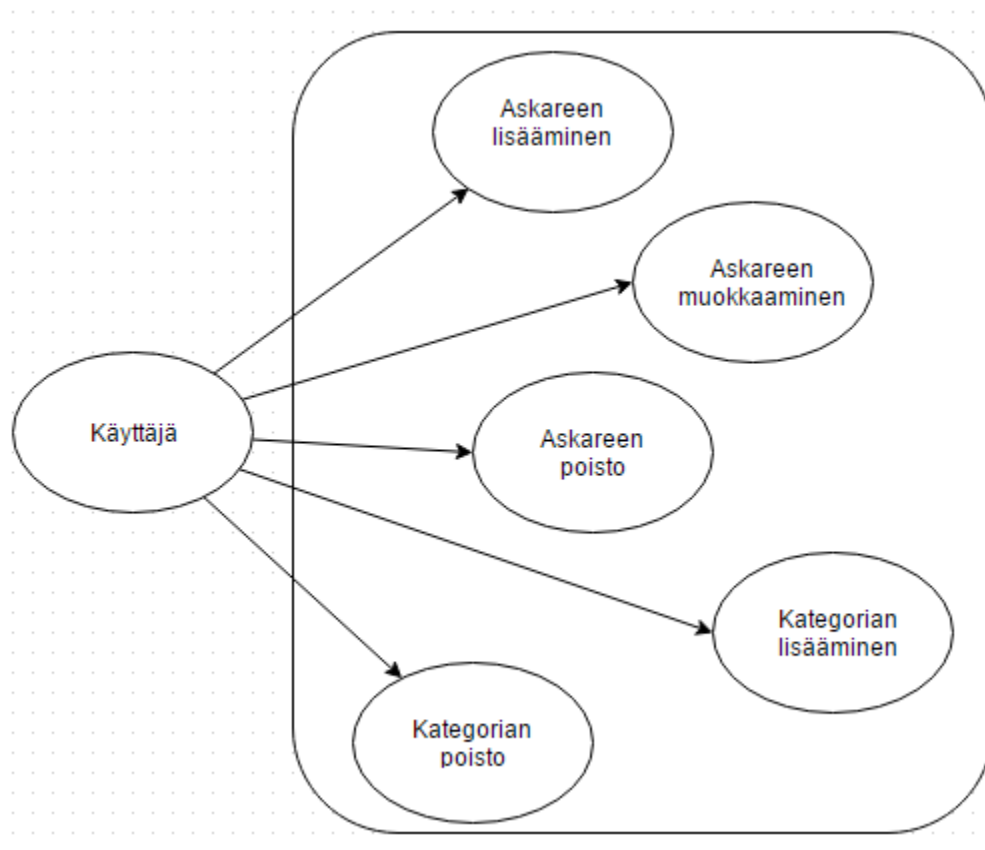 Askareen
lisääminen
Askareen
muokkaaminen
Käyttäjä
Askareen
poisto
Kategorian
lisääminen
Kategorian
poisto